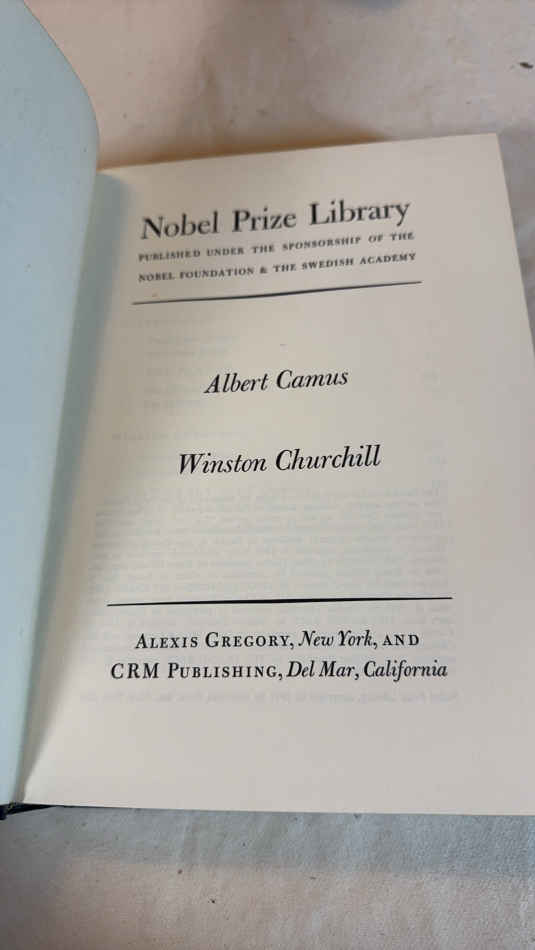 Nobel Prize Library
PUBLISHED UNDER THE SPONSORSHIP OF THE
NOBEL FOUNDATION & THE SWEDISH ACADEMY
Albert Camus
Winston Churchill
ALEXIS GREGORY, New York, AND
CRM PUBLISHING, Del Mar, California